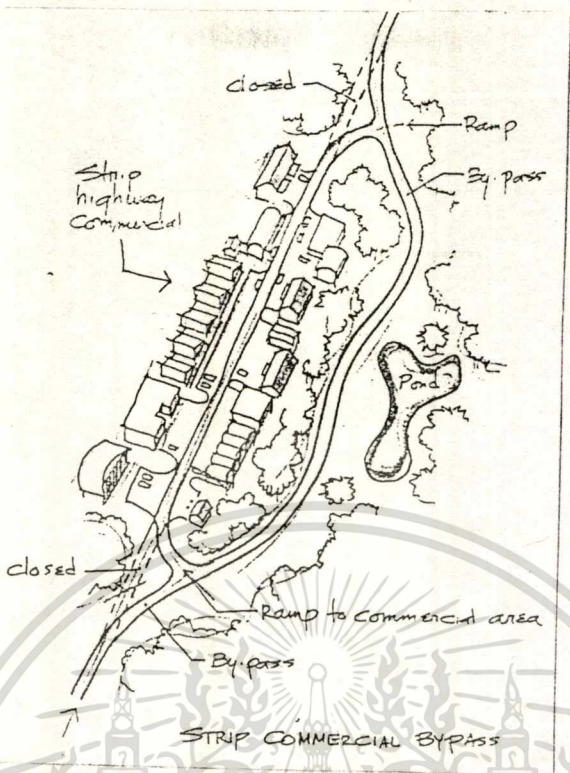 closed
Ramp
By-pass
Strip
highway
commercial
Pond
closed
Ramp to commercial area
By-pass
STRIP COMMERCIAL BYPASS